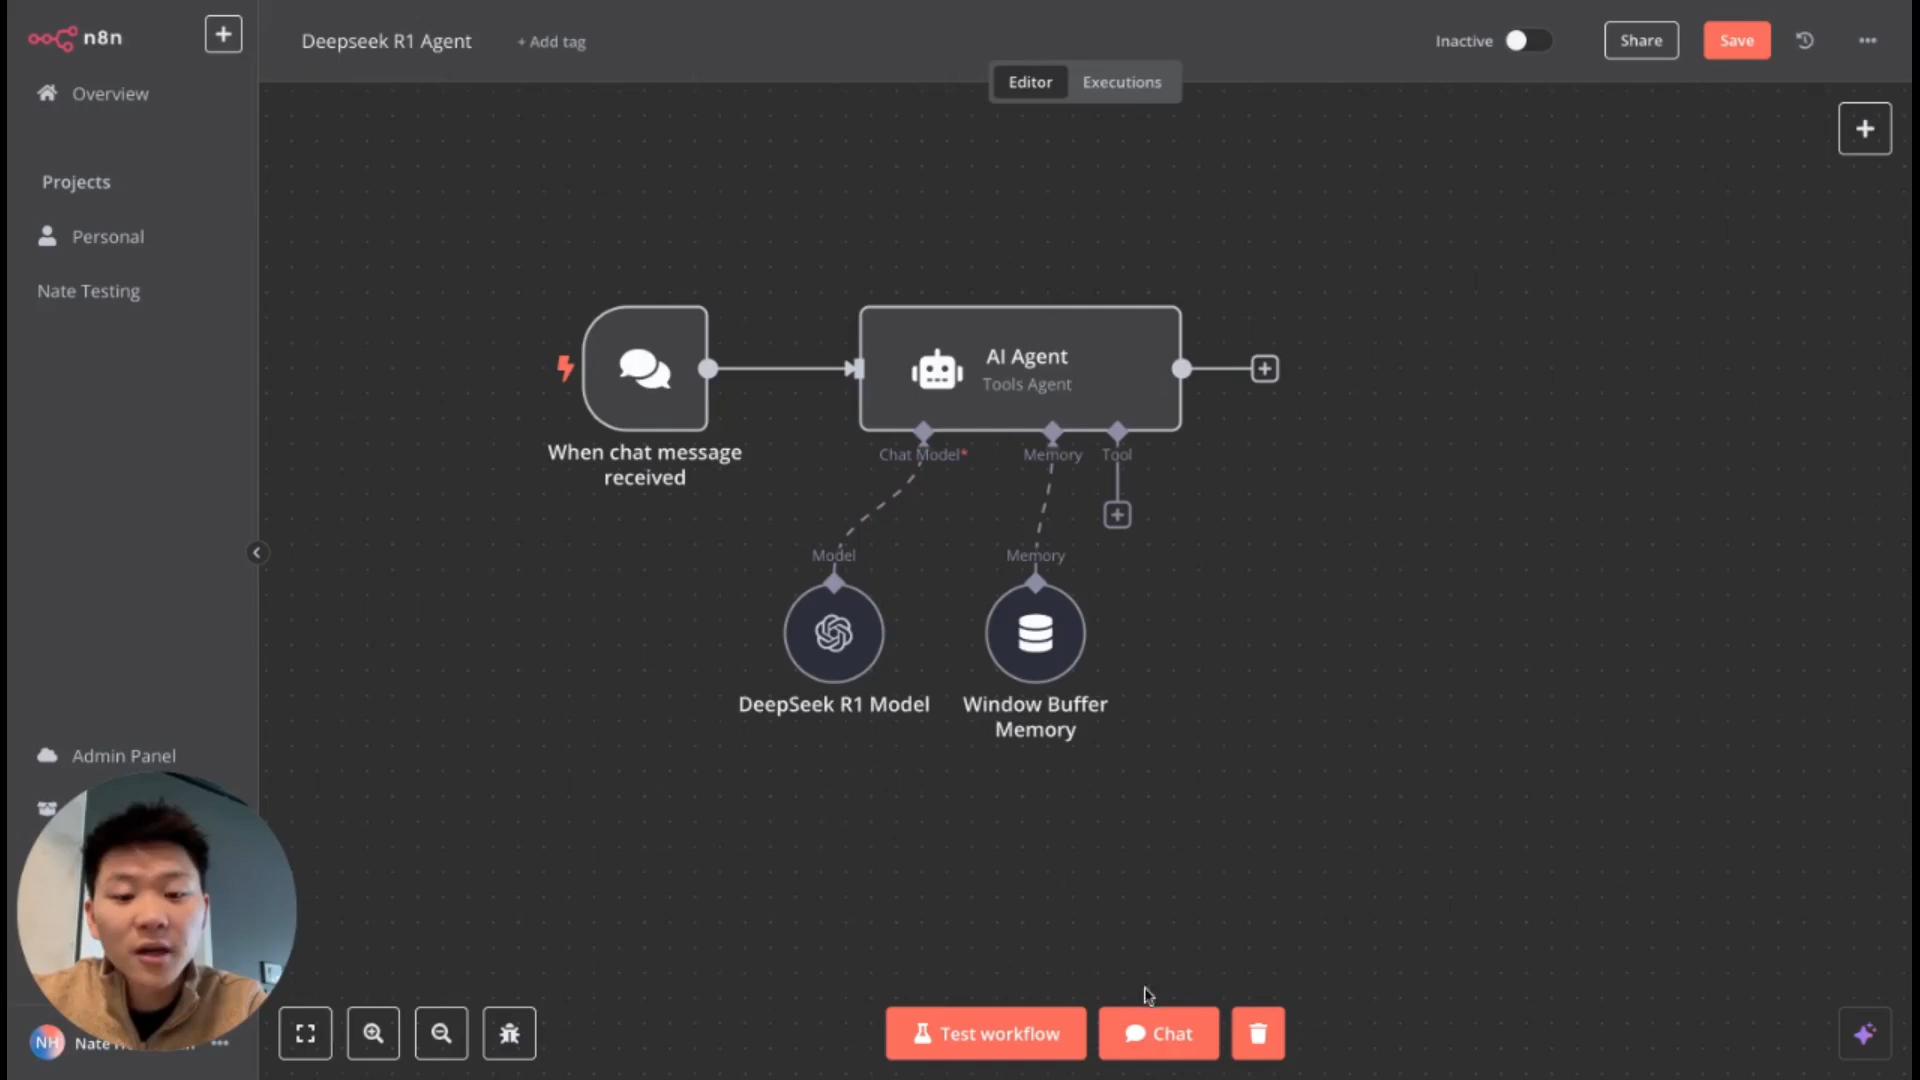 n8n
Deepseek R1 Agent
+ Add tag
Inactive
Share
Save
Editor
Executions
Overview
Projects
Personal
Nate Testing
AI Agent
Tools Agent
When chat message
received
Chat Model*
Memory
Tool
Model
Memory
DeepSeek R1 Model
Window Buffer
Memory
Admin Panel
NH
Nate
Test workflow
Chat